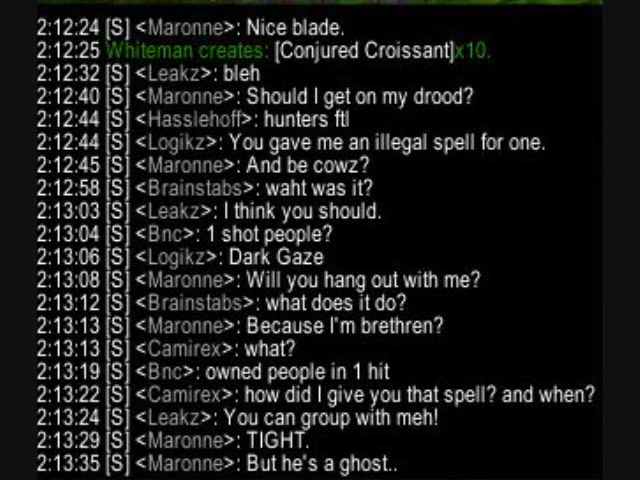 2:12:24 [S] <Maronne>: Nice blade.
2:12:25 Whiteman creates: [Conjured Croissant]x10.
2:12:32 [S] <Leakz>: bleh
2:12:40 [S] <Maronne>: Should I get on my drood?
2:12:44 [S] <Hasslehoff>: hunters ftl
2:12:44 [S] <Logikz>: You gave me an illegal spell for one.
2:12:45 [S] <Maronne>: And be cowz?
2:12:58 [S] <Brainstabs>: waht was it?
2:13:03 [S] <Leakz>: I think you should.
2:13:04 [S] <Bnc>: 1 shot people?
2:13:06 [S] <Logikz>: Dark Gaze
2:13:08 [S] <Maronne>: Will you hang out with me?
2:13:12 [S] <Brainstabs>: what does it do?
2:13:13 [S] <Maronne>: Because I'm brethren?
2:13:13 [S] <Camirex>: what?
2:13:19 [S] <Bnc>: owned people in 1 hit
2:13:22 [S] <Camirex>: how did I give you that spell? and when?
2:13:24 [S] <Leakz>: You can group with meh!
2:13:29 [S] <Maronne>: TIGHT.
2:13:35 [S] <Maronne>: But he's a ghost..